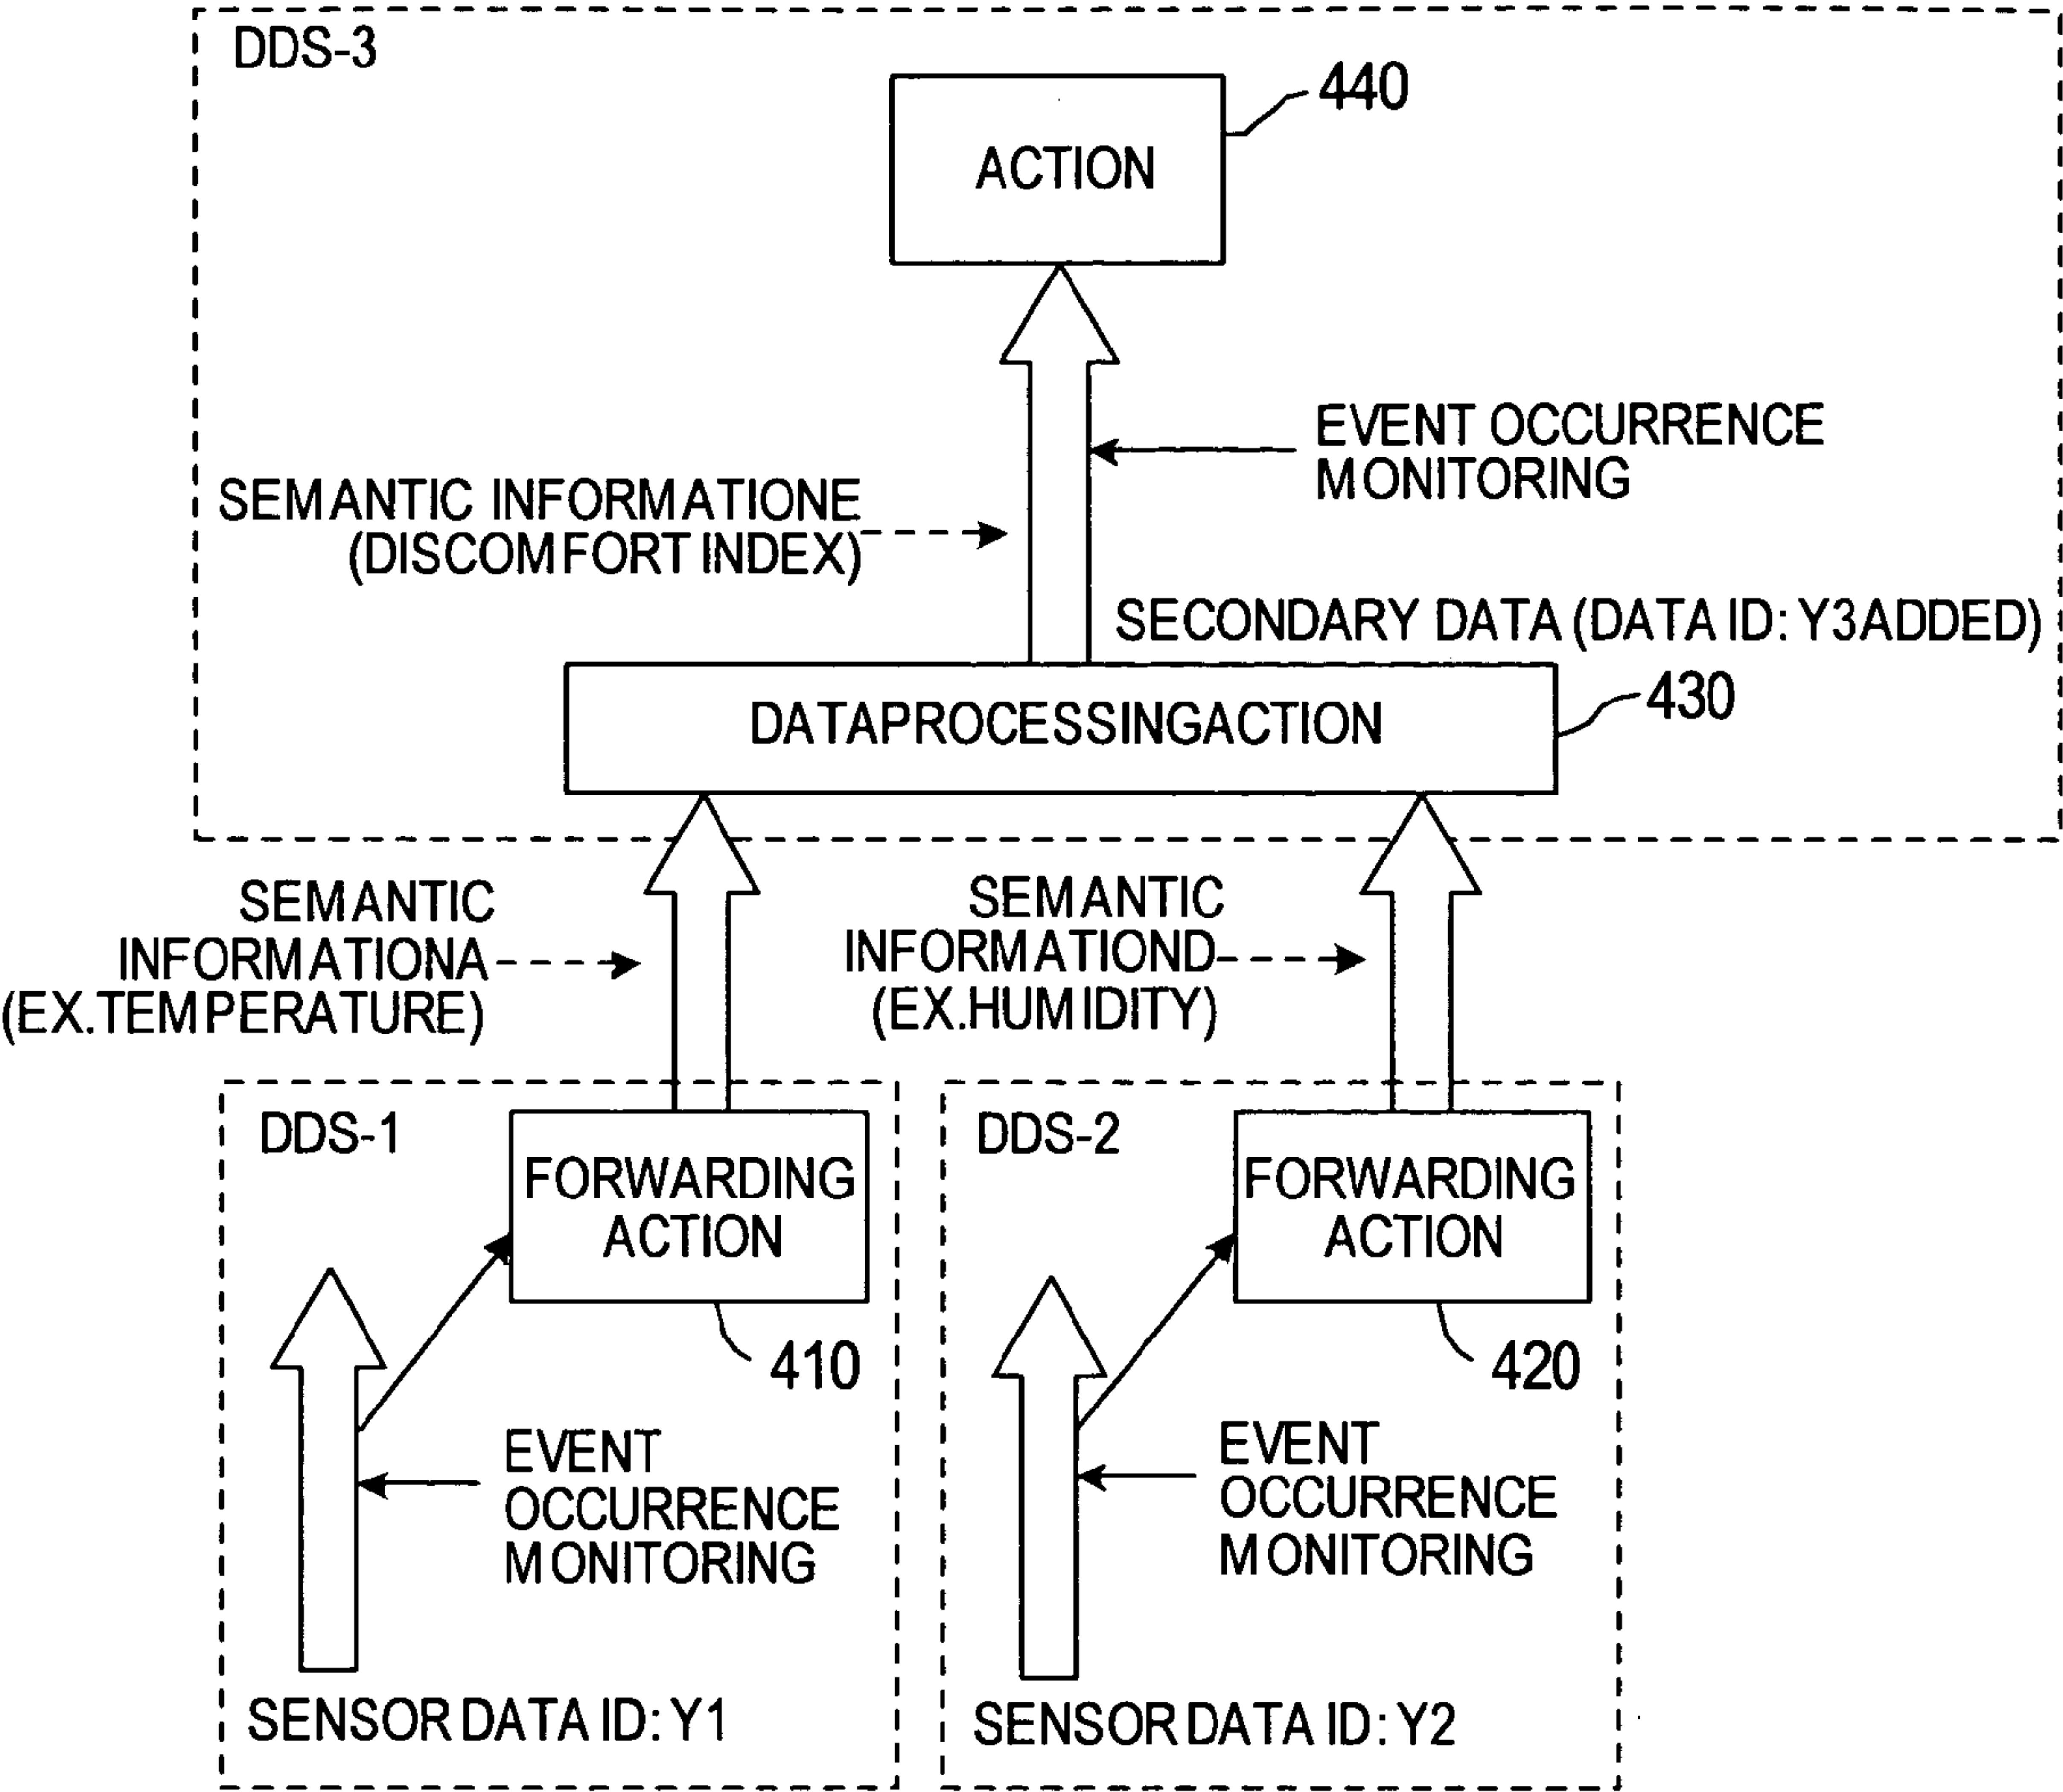 DDS-3
440
ACTION
EVENT OCCURRENCE
MONITORING
SEMANTIC INFORMATIONE
(DISCOMFORT INDEX)
SECONDARY DATA (DATA ID: Y3 ADDED)
430
DATAPROCESSINGACTION
SEMANTIC
INFORMATIONA
(EX.TEMPERATURE)
SEMANTIC
INFORMATIOND
(EX.HUMIDITY)
DDS-1
FORWARDING
ACTION
410
EVENT
OCCURRENCE
MONITORING
SENSOR DATA ID: Y1
DDS-2
FORWARDING
ACTION
420
EVENT
OCCURRENCE
MONITORING
SENSOR DATA ID: Y2